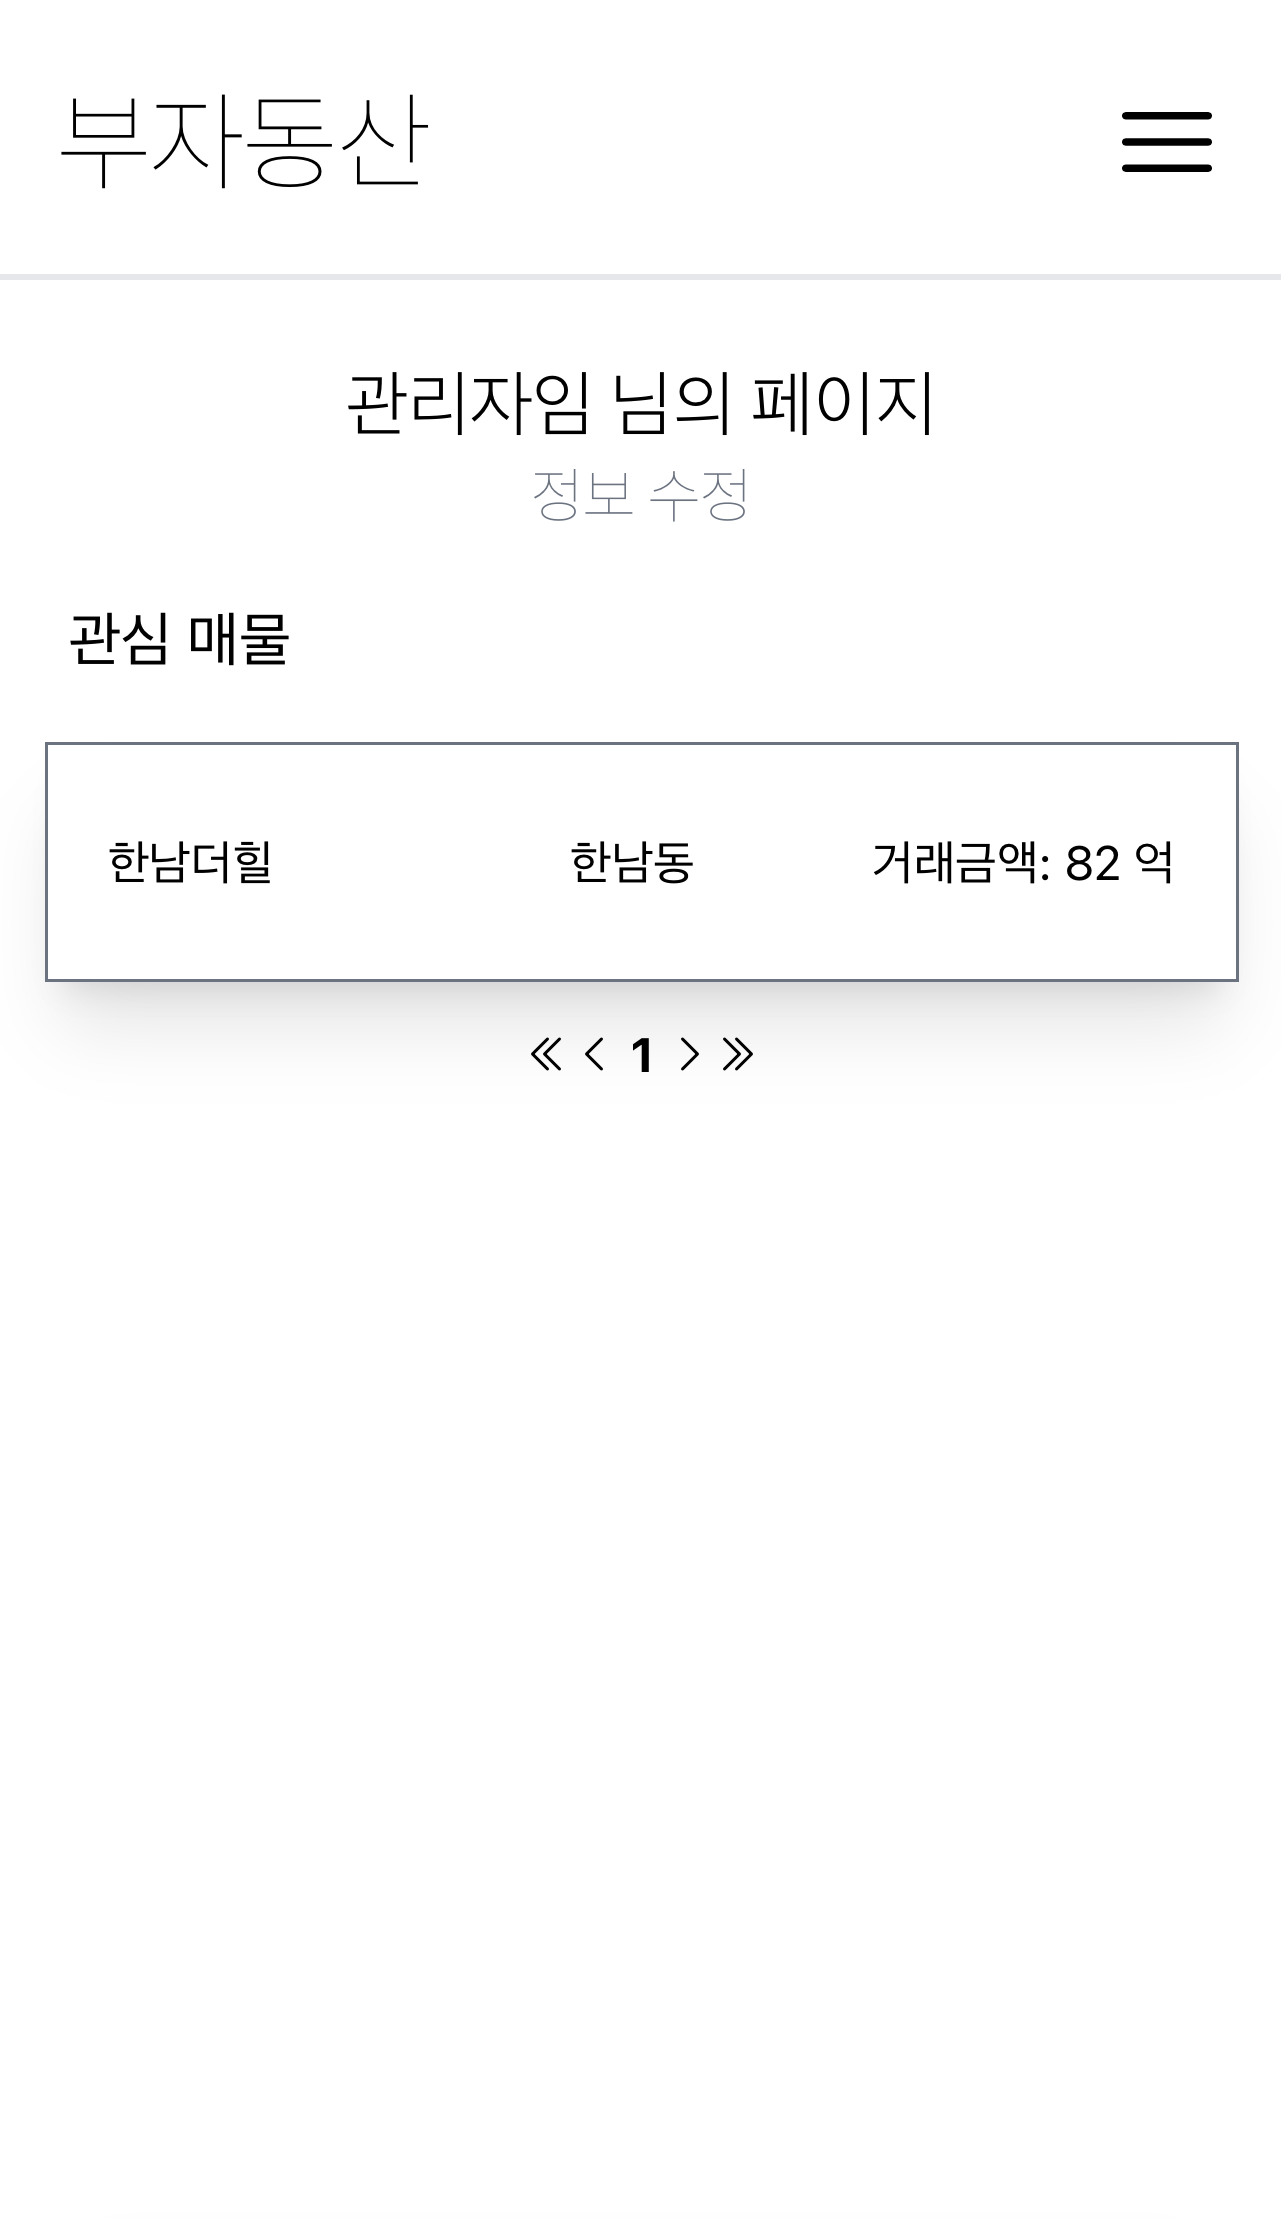 부자동산
관리자임 님의 페이지
정보 수정
관심 매물
한남더힐 한남동 거래금액: 82 억
1